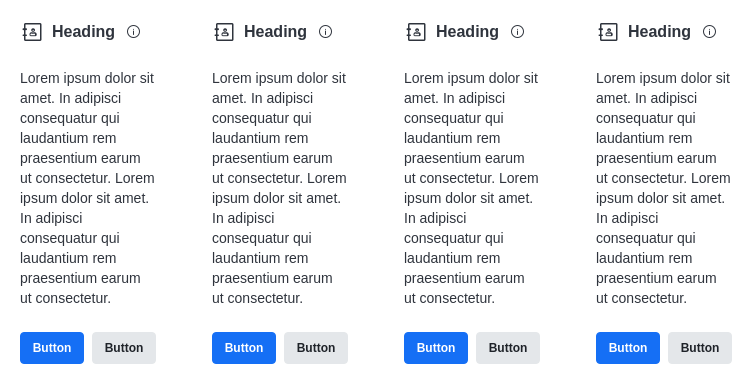 Heading
Lorem ipsum dolor sit
amet. In adipisci
consequatur qui
laudantium rem
praesentium earum
ut consectetur. Lorem
ipsum dolor sit amet.
In adipisci
consequatur qui
laudantium rem
praesentium earum
ut consectetur.
Button Button
Heading
Lorem ipsum dolor sit
amet. In adipisci
consequatur qui
laudantium rem
praesentium earum
ut consectetur. Lorem
ipsum dolor sit amet.
In adipisci
consequatur qui
laudantium rem
praesentium earum
ut consectetur.
Button Button
Heading
Lorem ipsum dolor sit
amet. In adipisci
consequatur qui
laudantium rem
praesentium earum
ut consectetur. Lorem
ipsum dolor sit amet.
In adipisci
consequatur qui
laudantium rem
praesentium earum
ut consectetur.
Button Button
Heading
Lorem ipsum dolor sit
amet. In adipisci
consequatur qui
laudantium rem
praesentium earum
ut consectetur. Lorem
ipsum dolor sit amet.
In adipisci
consequatur qui
laudantium rem
praesentium earum
ut consectetur.
Button Button